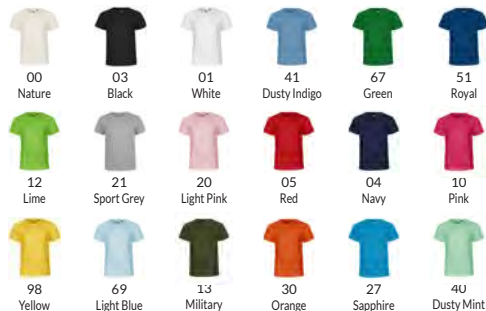 00 03 01 41 67 51
Nature Black White Dusty Indigo Green Royal
12 21 20 05 04 10
Lime Sport Grey Light Pink Red Navy Pink
98 69 13 30 27 40
Yellow Light Blue Military Orange Sapphire Dusty Mint